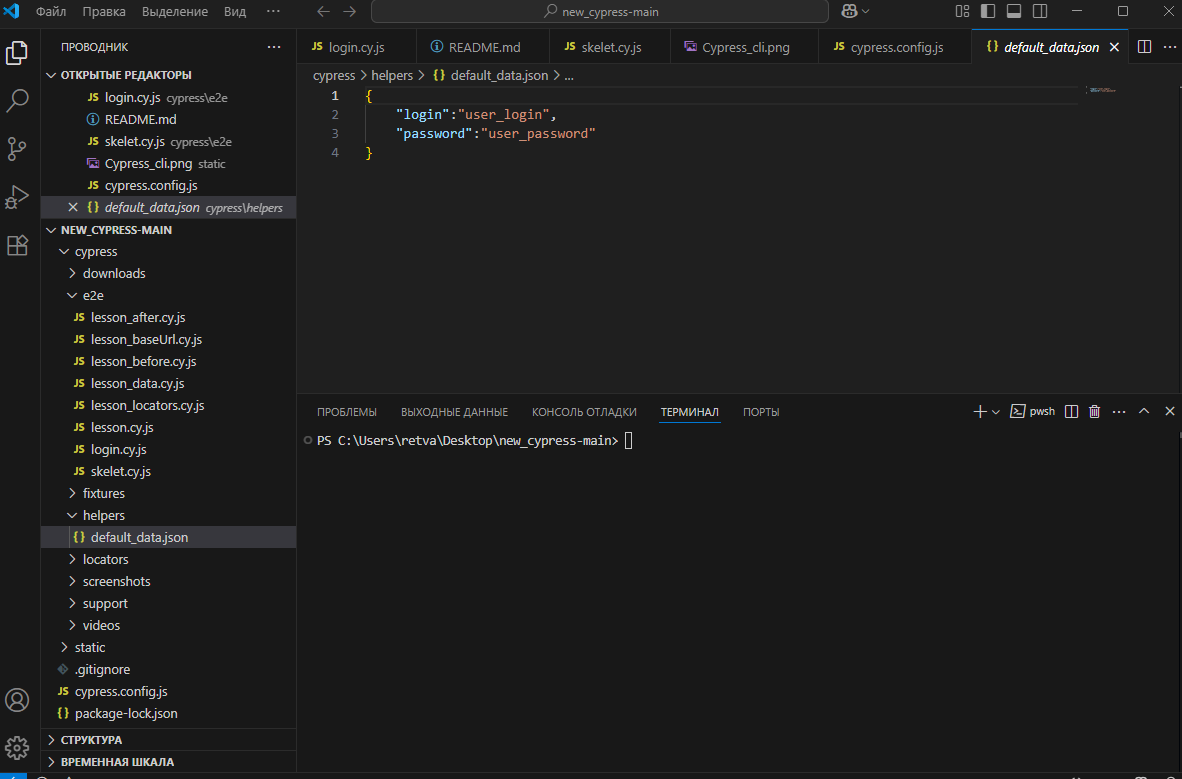 Файл Правка Выделение Вид ··· new_cypress-main
ПРОВОДНИК ···
JS login.cy.js README.md JS skelet.cy.js Cypress_cli.png JS cypress.config.js {} default_data.json
cypress > helpers > {} default_data.json > ...
ОТКРЫТЫЕ РЕДАКТОРЫ
JS login.cy.js cypress\e2e
README.md
JS skelet.cy.js cypress\e2e
Cypress_cli.png static
JS cypress.config.js
{} default_data.json cypress\helpers
NEW_CYPRESS-MAIN
cypress
downloads
e2e
JS lesson_after.cy.js
JS lesson_baseUrl.cy.js
JS lesson_before.cy.js
JS lesson_data.cy.js
JS lesson_locators.cy.js
JS lesson.cy.js
JS login.cy.js
JS skelet.cy.js
fixtures
helpers
{} default_data.json
locators
screenshots
support
videos
static
.gitignore
JS cypress.config.js
{} package-lock.json
СТРУКТУРА
ВРЕМЕННАЯ ШКАЛА
1 {
2 "login":"user_login",
3 "password":"user_password"
4 }
ПРОБЛЕМЫ ВЫХОДНЫЕ ДАННЫЕ КОНСОЛЬ ОТЛАДКИ ТЕРМИНАЛ ПОРТЫ pwsh
PS C:\Users\retva\Desktop\new_cypress-main>